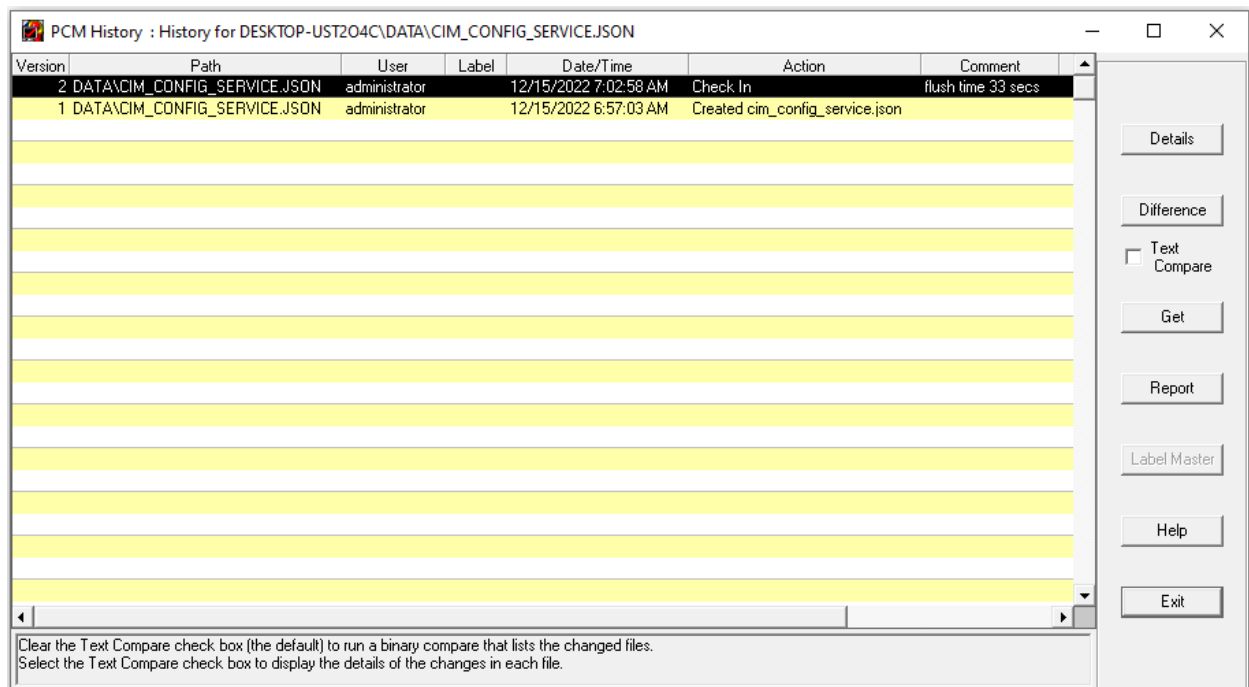 PCM History : History for DESKTOP-UST2O4C\DATA\CIM_CONFIG_SERVICE.JSON
Version Path User Label Date/Time Action Comment
2 DATA\CIM_CONFIG_SERVICE.JSON administrator 12/15/2022 7:02:58 AM Check In flush time 33 secs
1 DATA\CIM_CONFIG_SERVICE.JSON administrator 12/15/2022 6:57:03 AM Created cim_config_service.json
Details
Difference
Text
Compare
Get
Report
Label Master
Help
Exit
Clear the Text Compare check box (the default) to run a binary compare that lists the changed files.
Select the Text Compare check box to display the details of the changes in each file.